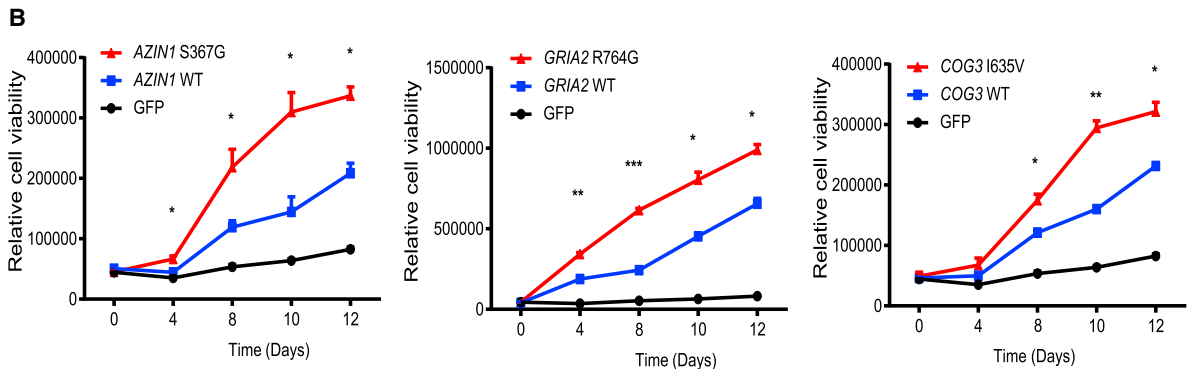 B
AZIN1 S367G
AZIN1 WT
GFP
Relative cell viability
400000
300000
200000
100000
0
*
*
*
*
0 4 8 10 12
Time (Days)
GRIA2 R764G
GRIA2 WT
GFP
Relative cell viability
1500000
1000000
500000
0
**
***
*
*
0 4 8 10 12
Time (Days)
COG3 I635V
COG3 WT
GFP
Relative cell viability
400000
300000
200000
100000
0
*
**
*
0 4 8 10 12
Time (Days)